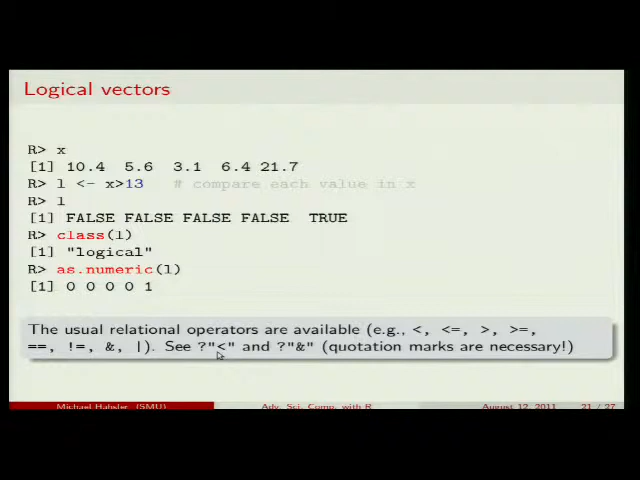 Logical vectors
R> x
[1] 10.4 5.6 3.1 6.4 21.7
R> l <- x>13 # compare each value in x
R> l
[1] FALSE FALSE FALSE FALSE TRUE
R> class(l)
[1] "logical"
R> as.numeric(l)
[1] 0 0 0 0 1
The usual relational operators are available (e.g., <, <=, >, >=,
==, !=, &, |). See ?"<" and ?"&" (quotation marks are necessary!)
Michael Hahsler (SMU) Adv. Sci. Comp. with R August 12, 2011 21 / 27